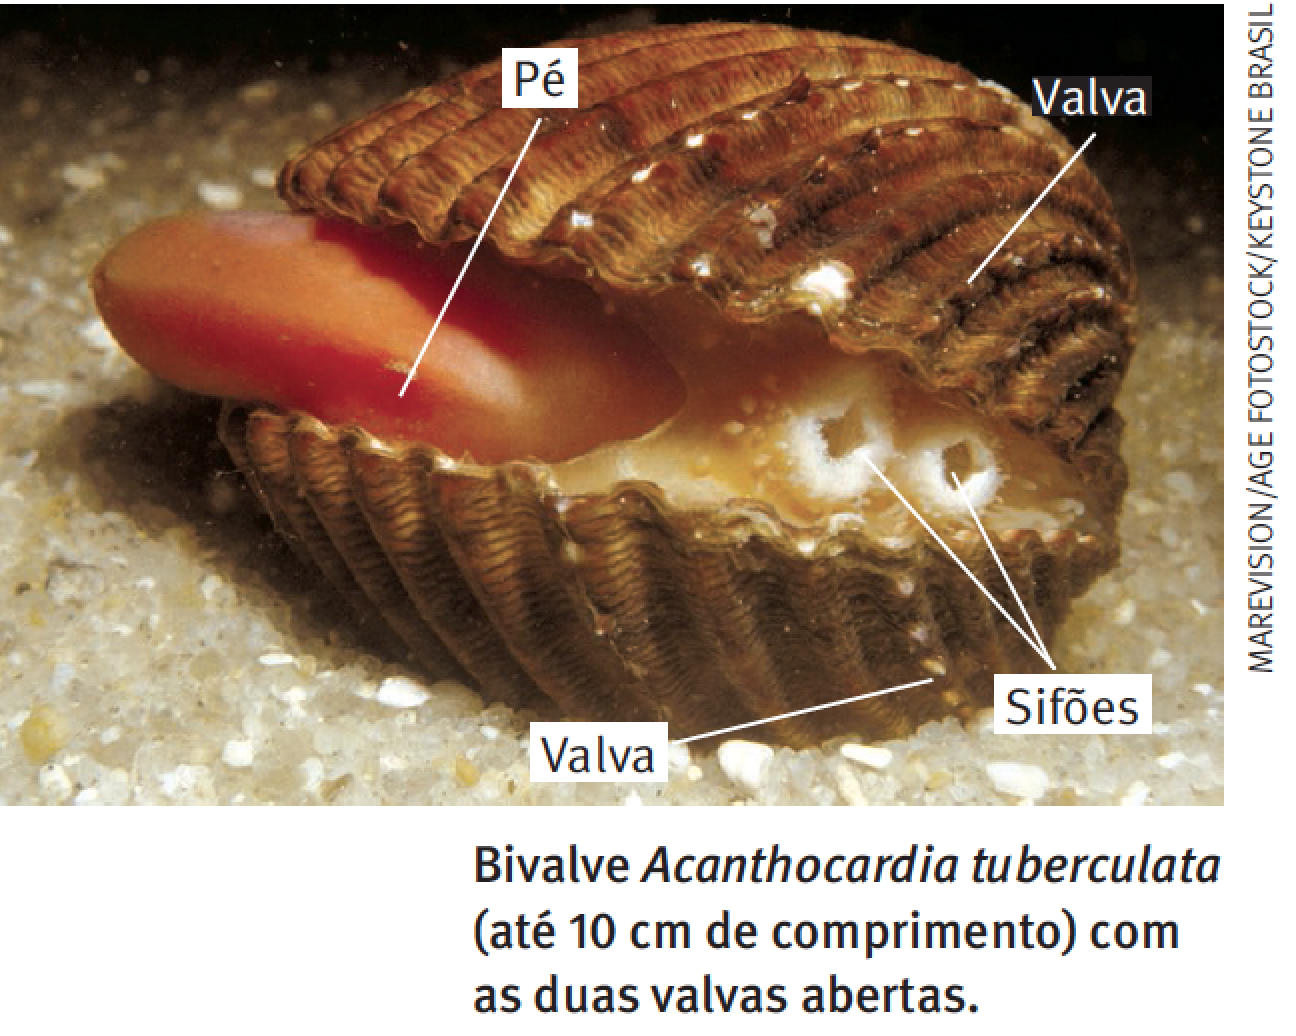 Pé
Valva
Sifões
Valva
MAREVISION/AGE FOTOSTOCK/KEYSTONE BRASIL
Bivalve Acanthocardia tuberculata
(até 10 cm de comprimento) com
as duas valvas abertas.